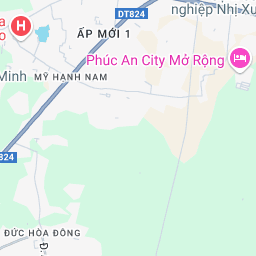 nghiệp Nhị Xu
DT824
ẤP MỚI 1
Phúc An City Mở Rộng
Minh
MỸ HẠNH NAM
824
ĐỨC HÒA ĐÔNG